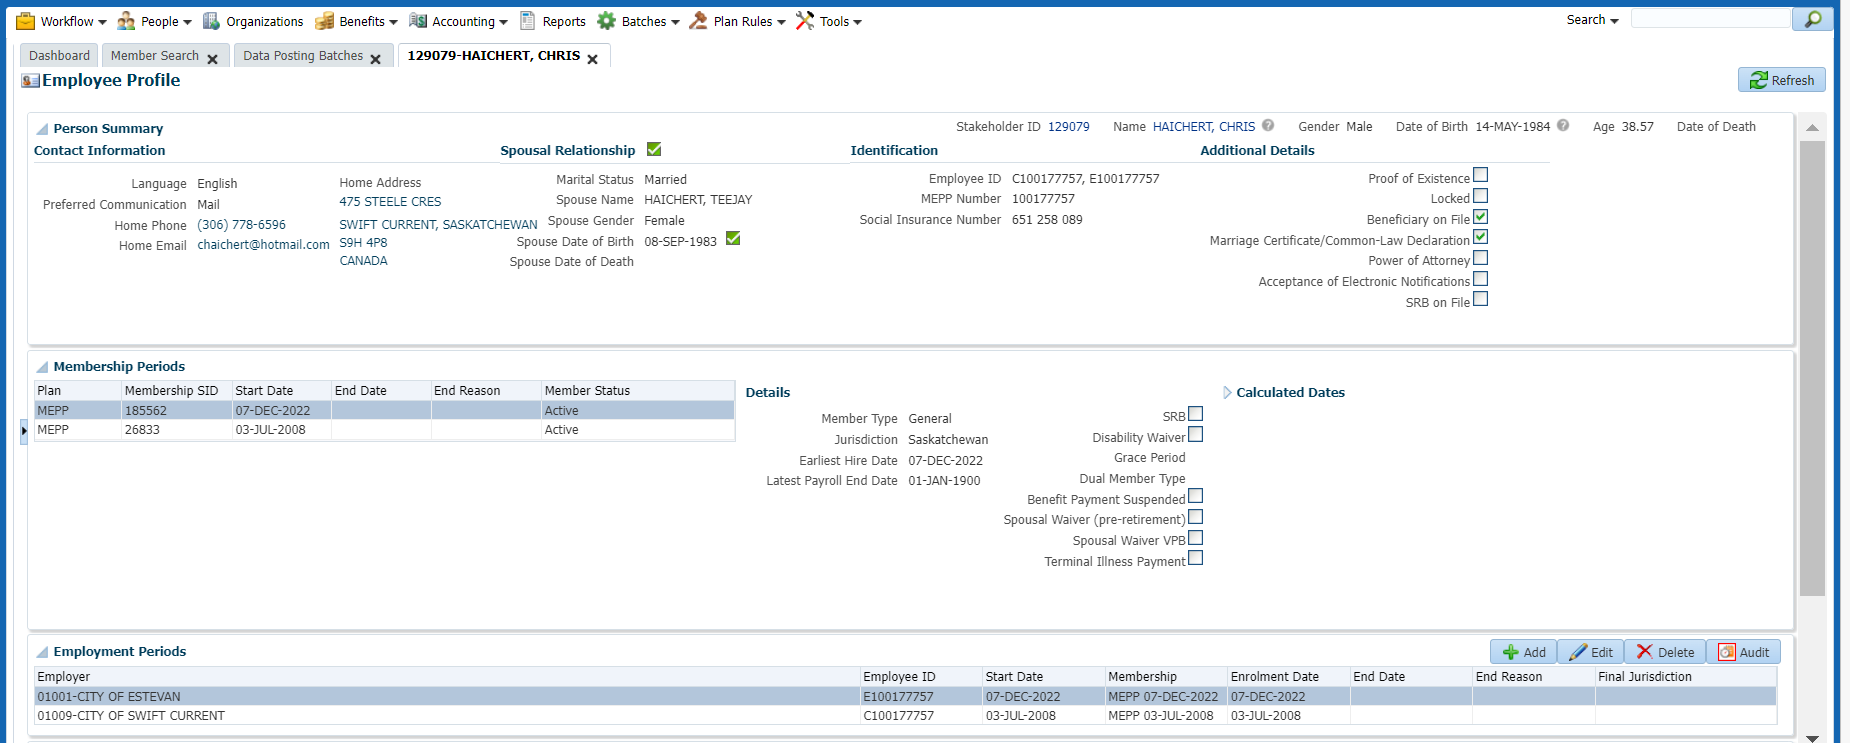 Workflow People Organizations Benefits Accounting Reports Batches Plan Rules Tools Search
Dashboard Member Search Data Posting Batches 129079-HAICHERT, CHRIS
Employee Profile Refresh
Person Summary Stakeholder ID 129079 Name HAICHERT, CHRIS Gender Male Date of Birth 14-MAY-1984 Age 38.57 Date of Death
Contact Information
Language English
Preferred Communication Mail
Home Phone (306) 778-6596
Home Email chaichert@hotmail.com
Home Address
475 STEELE CRES
SWIFT CURRENT, SASKATCHEWAN
S9H 4P8
CANADA
Spousal Relationship
Marital Status Married
Spouse Name HAICHERT, TEEJAY
Spouse Gender Female
Spouse Date of Birth 08-SEP-1983
Spouse Date of Death
Identification
Employee ID C100177757, E100177757
MEPP Number 100177757
Social Insurance Number 651 258 089
Additional Details
Proof of Existence
Locked
Beneficiary on File
Marriage Certificate/Common-Law Declaration
Power of Attorney
Acceptance of Electronic Notifications
SRB on File
Membership Periods
Plan Membership SID Start Date End Date End Reason Member Status
MEPP 185562 07-DEC-2022 Active
MEPP 26833 03-JUL-2008 Active
Details
Member Type General
Jurisdiction Saskatchewan
Earliest Hire Date 07-DEC-2022
Latest Payroll End Date 01-JAN-1900
SRB
Disability Waiver
Grace Period
Dual Member Type
Benefit Payment Suspended
Spousal Waiver (pre-retirement)
Spousal Waiver VPB
Terminal Illness Payment
Calculated Dates
Employment Periods Add Edit Delete Audit
Employer Employee ID Start Date Membership Enrolment Date End Date End Reason Final Jurisdiction
01001-CITY OF ESTEVAN E100177757 07-DEC-2022 MEPP 07-DEC-2022 07-DEC-2022
01009-CITY OF SWIFT CURRENT C100177757 03-JUL-2008 MEPP 03-JUL-2008 03-JUL-2008